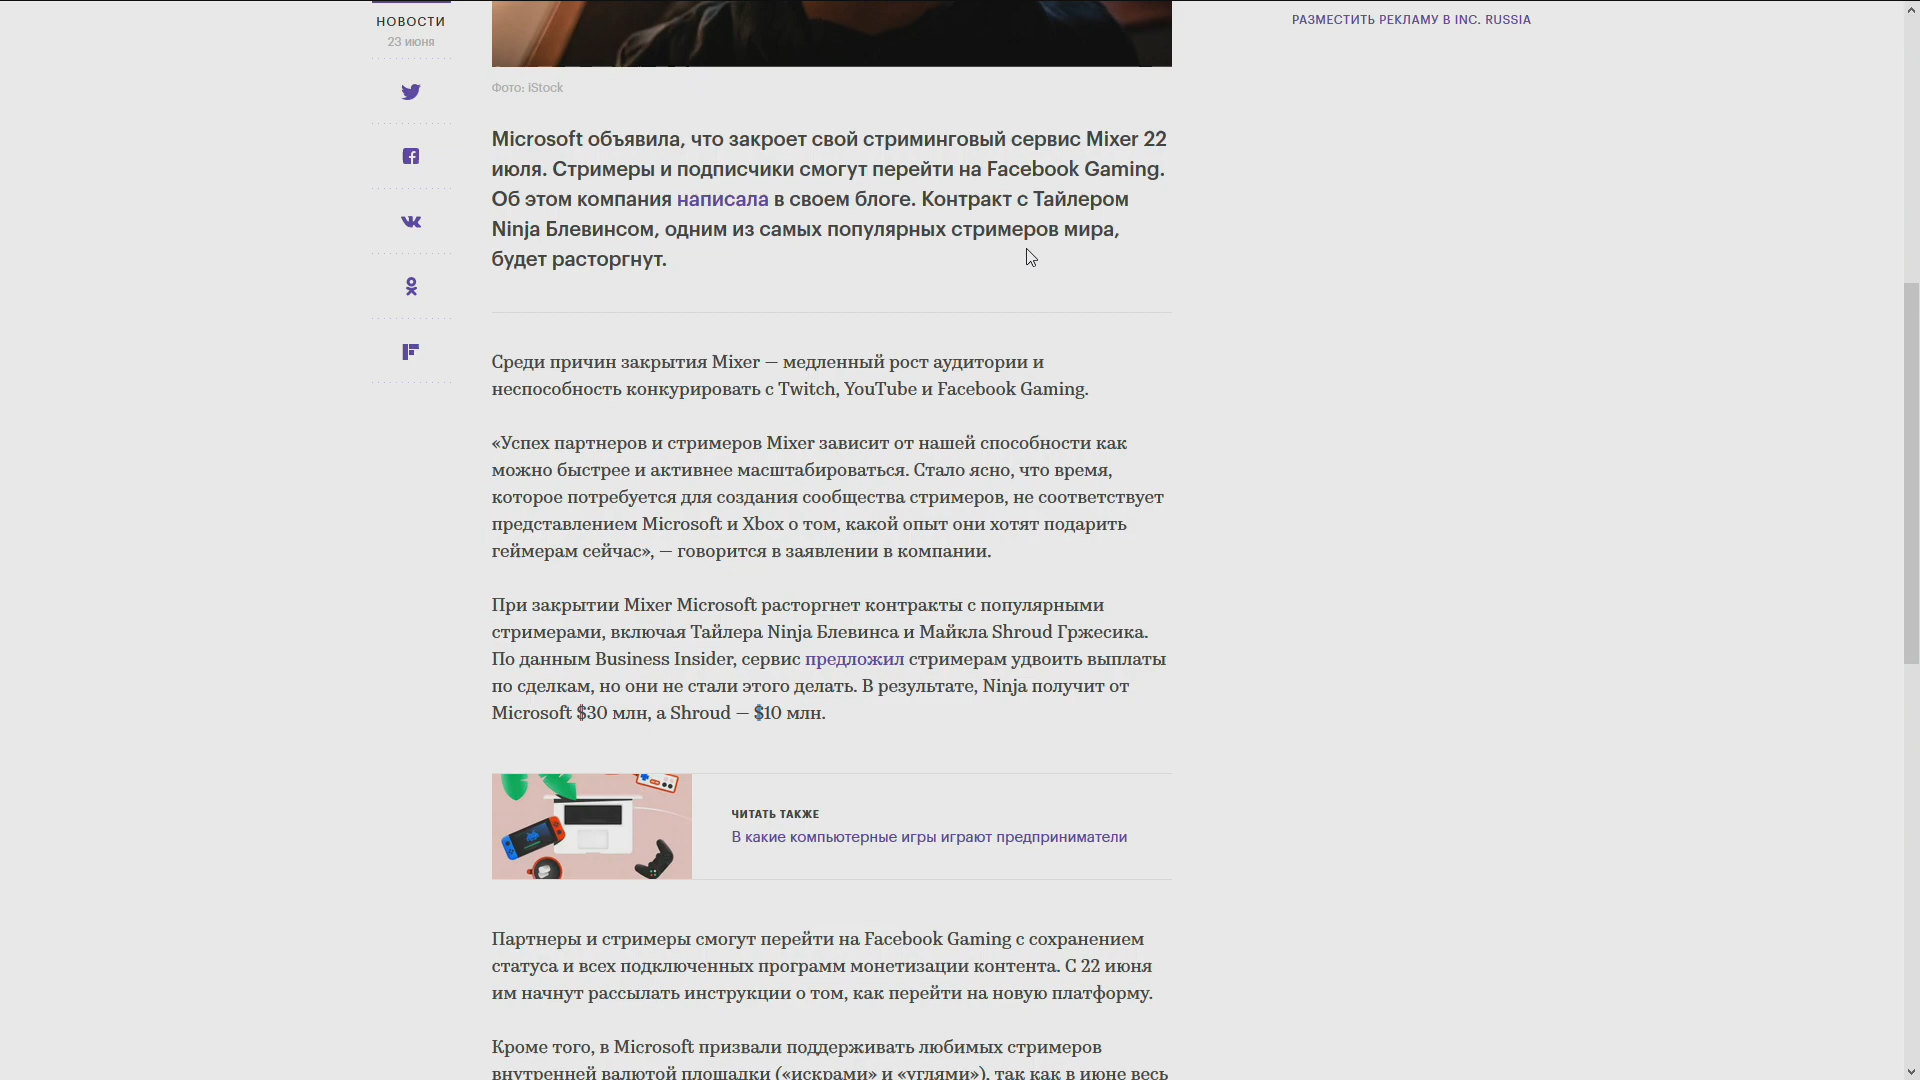 НОВОСТИ
23 июня
РАЗМЕСТИТЬ РЕКЛАМУ В INC. RUSSIA
Фото: iStock
Microsoft объявила, что закроет свой стриминговый сервис Mixer 22
июля. Стримеры и подписчики смогут перейти на Facebook Gaming.
Об этом компания написала в своем блоге. Контракт с Тайлером
Ninja Блевинсом, одним из самых популярных стримеров мира,
будет расторгнут.
Среди причин закрытия Mixer — медленный рост аудитории и
неспособность конкурировать с Twitch, YouTube и Facebook Gaming.
«Успех партнеров и стримеров Mixer зависит от нашей способности как
можно быстрее и активнее масштабироваться. Стало ясно, что время,
которое потребуется для создания сообщества стримеров, не соответствует
представлением Microsoft и Xbox о том, какой опыт они хотят подарить
геймерам сейчас», — говорится в заявлении в компании.
При закрытии Mixer Microsoft расторгнет контракты с популярными
стримерами, включая Тайлера Ninja Блевинса и Майкла Shroud Гржесика.
По данным Business Insider, сервис предложил стримерам удвоить выплаты
по сделкам, но они не стали этого делать. В результате, Ninja получит от
Microsoft $30 млн, а Shroud — $10 млн.
ЧИТАТЬ ТАКЖЕ
В какие компьютерные игры играют предприниматели
Партнеры и стримеры смогут перейти на Facebook Gaming с сохранением
статуса и всех подключенных программ монетизации контента. С 22 июня
им начнут рассылать инструкции о том, как перейти на новую платформу.
Кроме того, в Microsoft призвали поддерживать любимых стримеров
внутренней валютой площадки («искрами» и «углями»), так как в июне весь